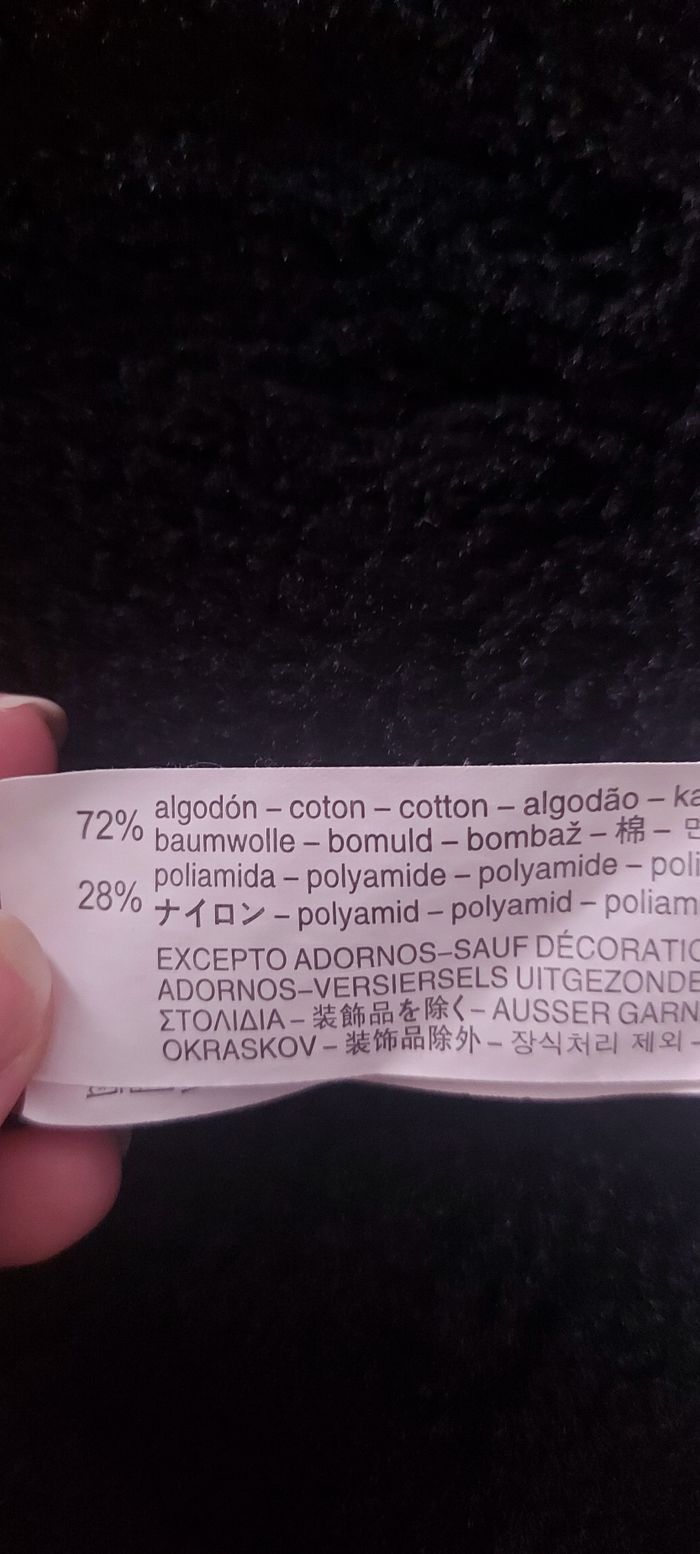 72% algodón – coton – cotton – algodão –
baumwolle – bomuld – bombaž – 棉 –
28% poliamida – polyamide – polyamide –
ナイロン – polyamid – polyamid –
EXCEPTO ADORNOS–SAUF
ADORNOS–VERSIERSELS
ΣΤΟΛΙΔΙΑ – 装飾品を除く – AUSSER
OKRASKOV – 装饰品除外 – 장식처리 제외 –